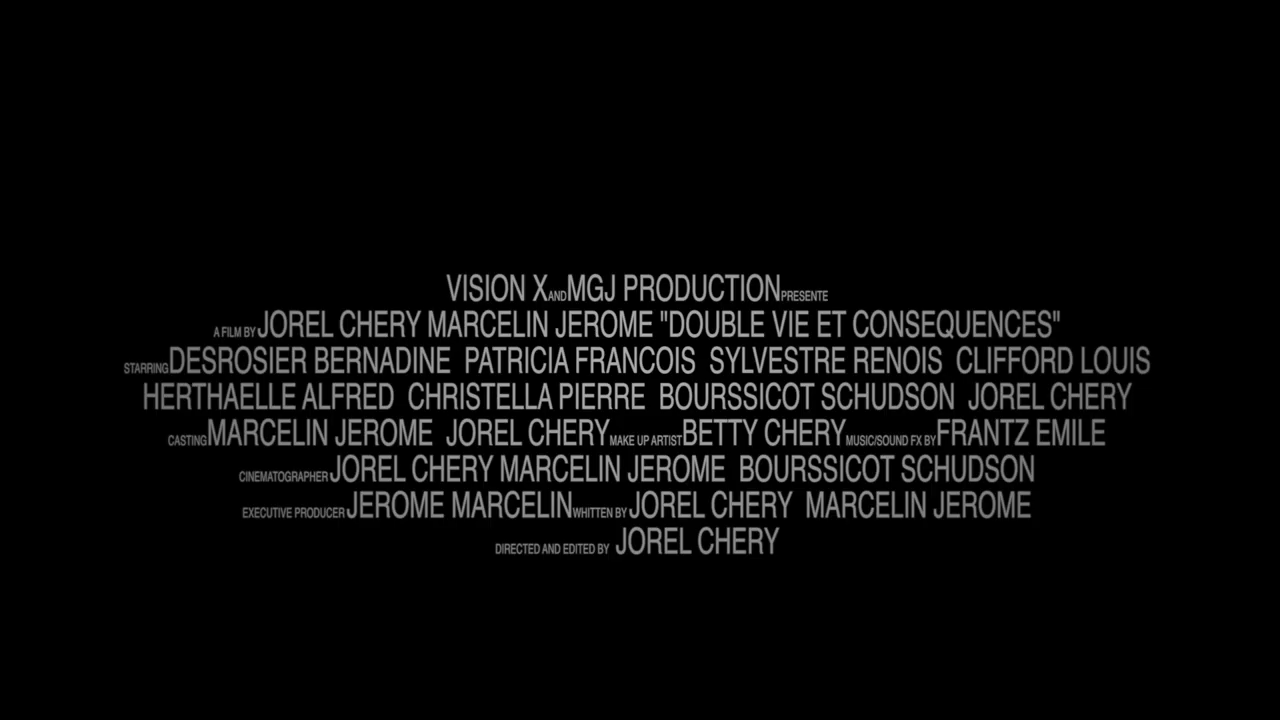 VISION X AND MGJ PRODUCTION PRESENTE
A FILM BY JOREL CHERY MARCELIN JEROME "DOUBLE VIE ET CONSEQUENCES"
STARRING DESROSIER BERNADINE PATRICIA FRANCOIS SYLVESTRE RENOIS CLIFFORD LOUIS
HERTHAELLE ALFRED CHRISTELLA PIERRE BOURSSICOT SCHUDSON JOREL CHERY
CASTING MARCELIN JEROME JOREL CHERY MAKE UP ARTIST BETTY CHERY MUSIC/SOUND FX BY FRANTZ EMILE
CINEMATOGRAPHER JOREL CHERY MARCELIN JEROME BOURSSICOT SCHUDSON
EXECUTIVE PRODUCER JEROME MARCELIN WHITTEN BY JOREL CHERY MARCELIN JEROME
DIRECTED AND EDITED BY JOREL CHERY